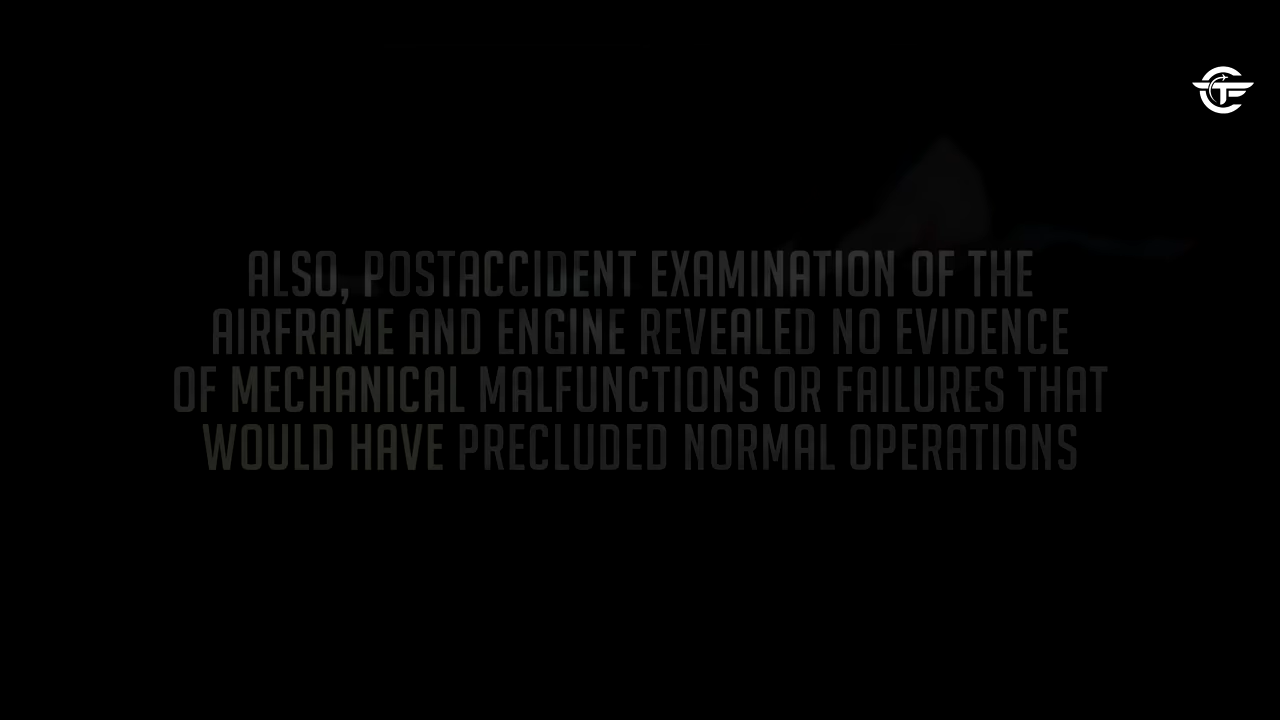 ALSO, POSTACCIDENT EXAMINATION OF THE
AIRFRAME AND ENGINE REVEALED NO EVIDENCE
OF MECHANICAL MALFUNCTIONS OR FAILURES THAT
WOULD HAVE PRECLUDED NORMAL OPERATIONS